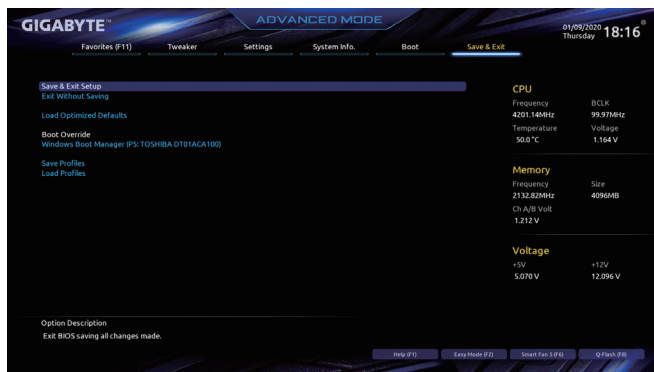 GIGABYTE™
ADVANCED MODE
01/09/2020
Thursday
18:16
Favorites (F11) Tweaker Settings System Info. Boot Save & Exit
Save & Exit Setup
Exit Without Saving
Load Optimized Defaults
Boot Override
Windows Boot Manager (P5: TOSHIBA DT01ACA100)
Save Profiles
Load Profiles
CPU
Frequency BCLK
4201.14MHz 99.97MHz
Temperature Voltage
50.0 °C 1.164 V
Memory
Frequency Size
2132.82MHz 4096MB
Ch A/B Volt
1.212 V
Voltage
+5V +12V
5.070 V 12.096 V
Option Description
Exit BIOS saving all changes made.
Help (F1) Easy Mode (F2) Smart Fan 5 (F6) Q-Flash (F8)